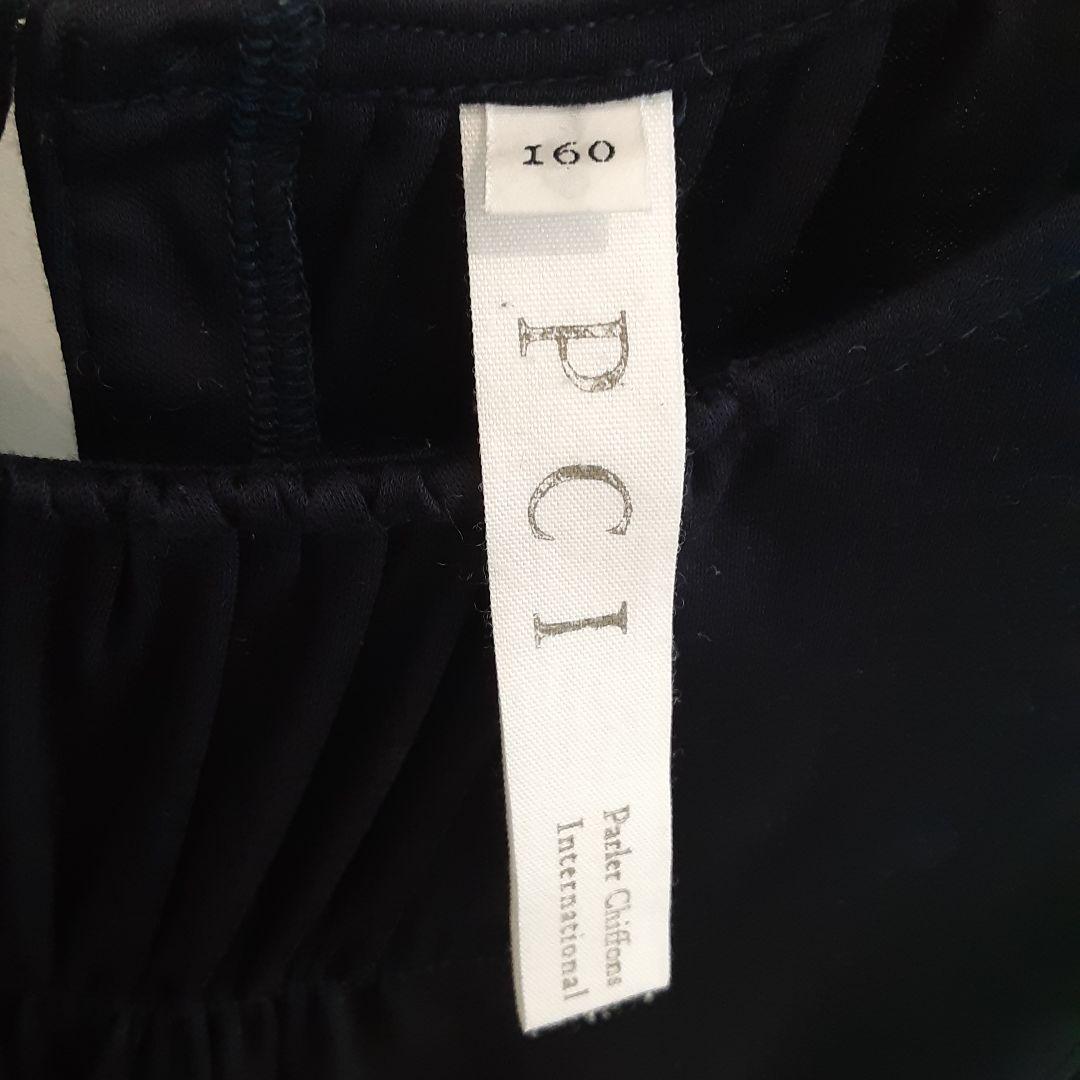 160
PCI
Parler Chiffons
International